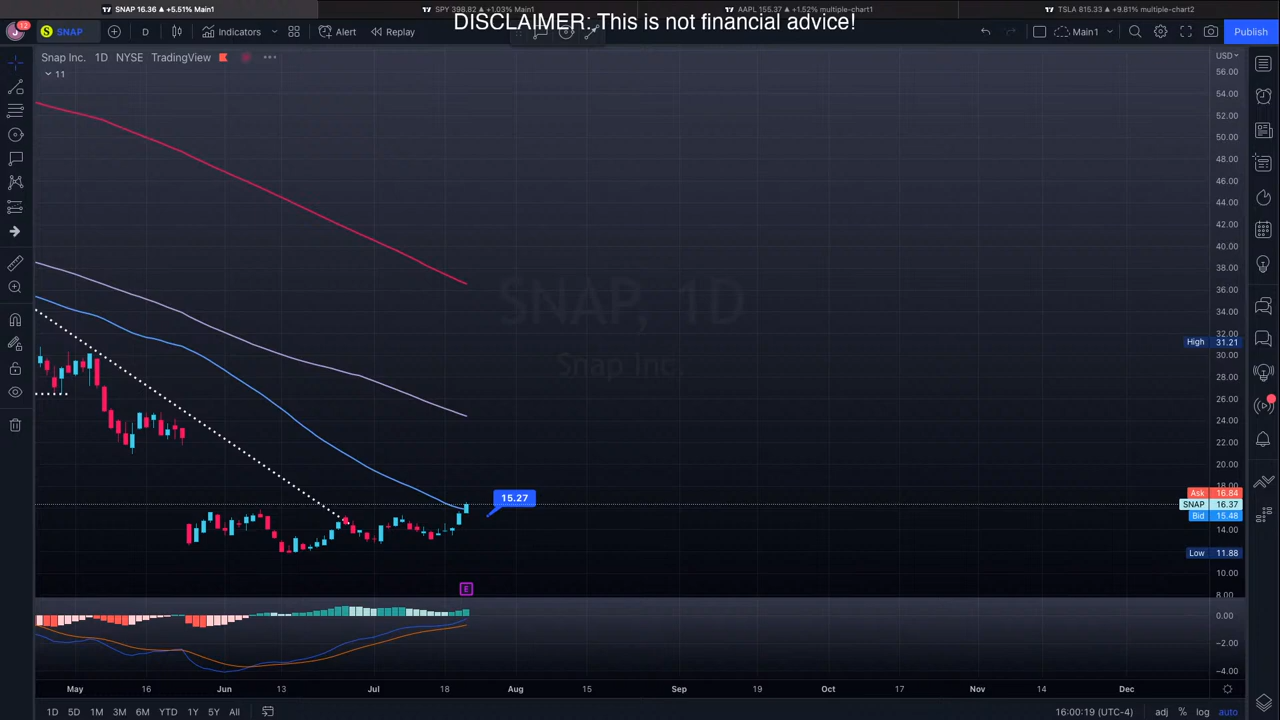 SNAP 16.36 ▲ +5.51% Main1
SPY 398.82 ▲ +1.03% Main1
AAPL 155.37 ▲ +1.52% multiple-chart1
TSLA 815.33 ▲ +9.81% multiple-chart2
DISCLAIMER: This is not financial advice!
12
S SNAP
D
Indicators
Alert
Replay
Main1
Publish
Snap Inc. 1D NYSE TradingView
11
USD
56.00
54.00
52.00
50.00
48.00
46.00
44.00
42.00
40.00
38.00
36.00
34.00
32.00
High 31.21
30.00
28.00
26.00
24.00
22.00
20.00
18.00
Ask 16.84
SNAP 16.37
Bid 15.48
14.00
Low 11.88
10.00
8.00
SNAP, 1D
Snap Inc.
15.27
E
0.00
−2.00
−4.00
May 16 Jun 13 Jul 18 Aug 15 Sep 19 Oct 17 Nov 14 Dec
1D 5D 1M 3M 6M YTD 1Y 5Y All
16:00:19 (UTC-4) adj % log auto